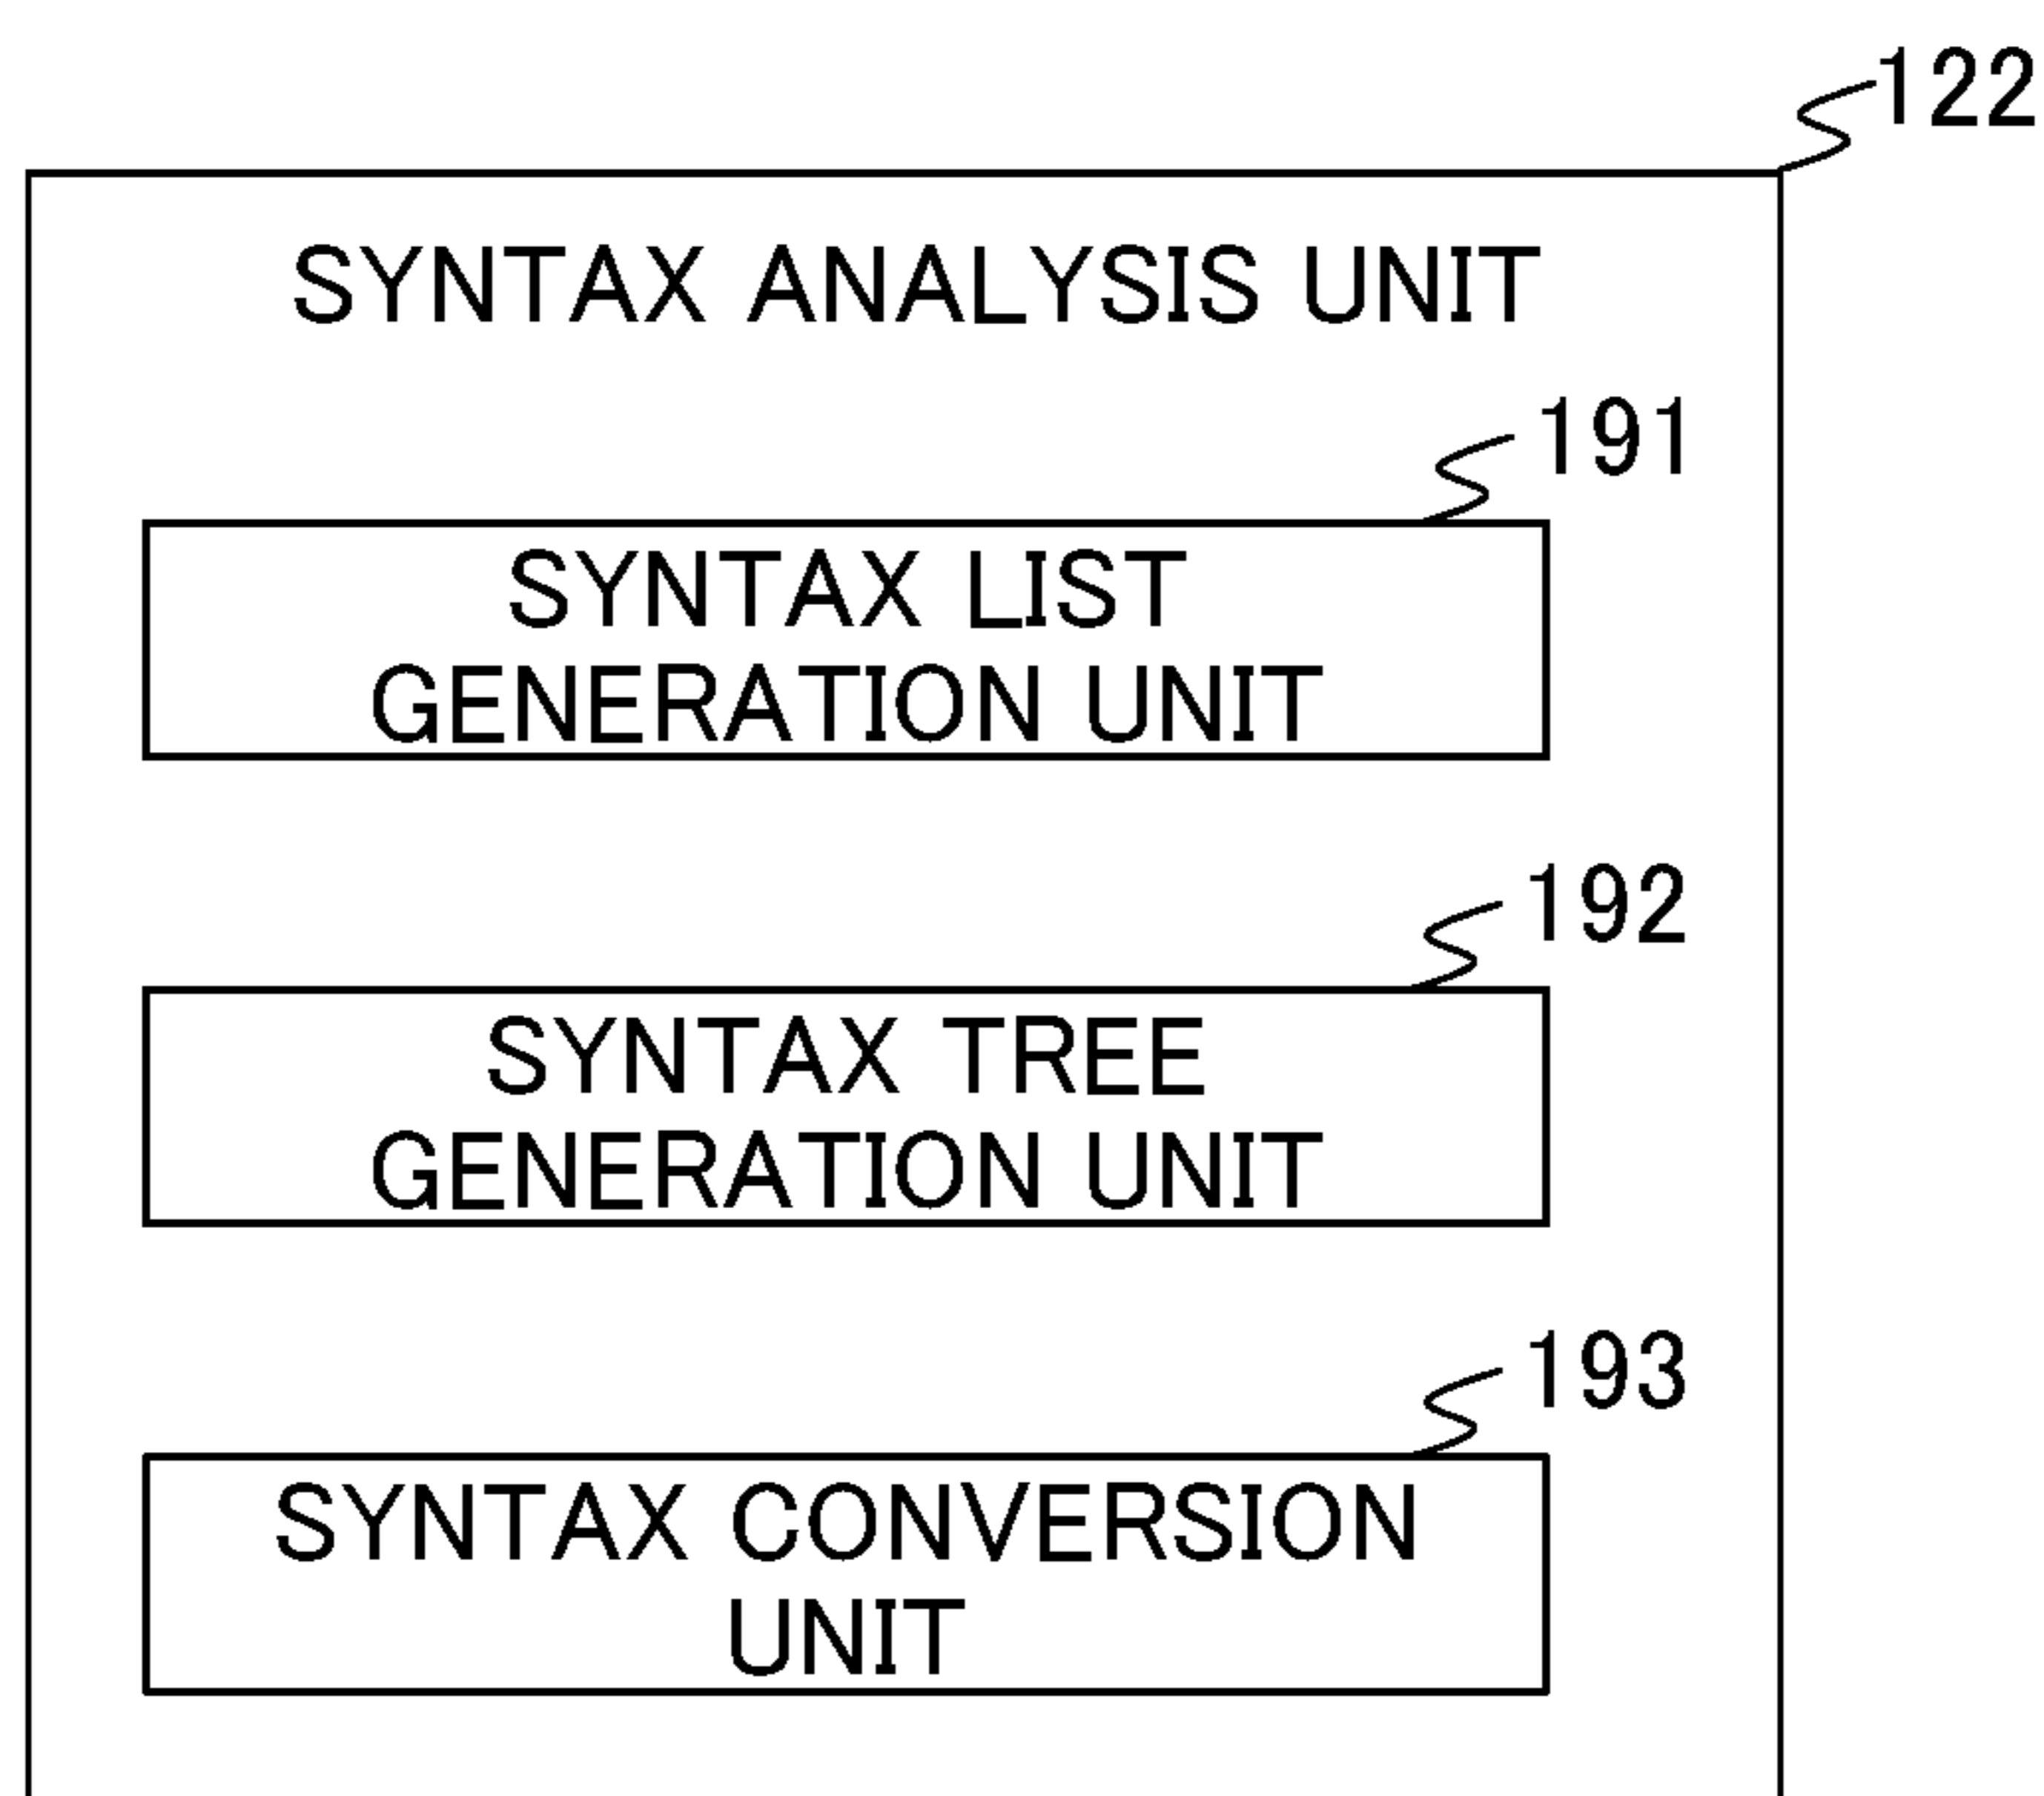 122
SYNTAX ANALYSIS UNIT
191
SYNTAX LIST
GENERATION UNIT
192
SYNTAX TREE
GENERATION UNIT
193
SYNTAX CONVERSION
UNIT